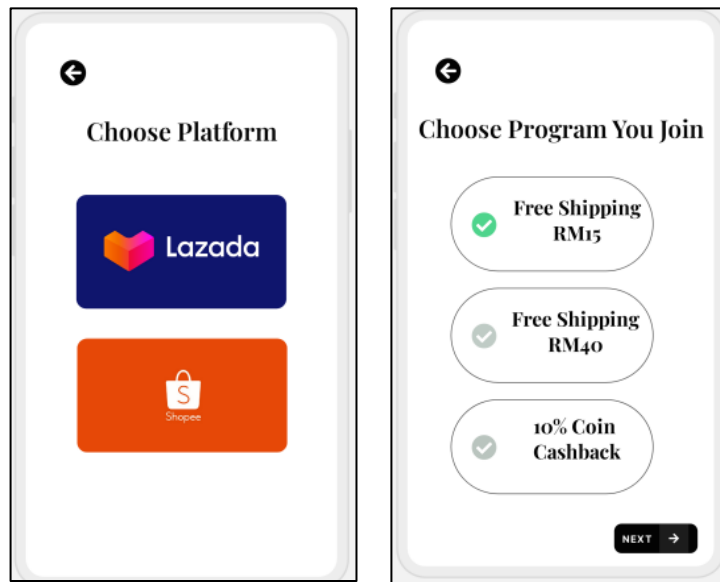 Choose Platform
Lazada
S
Shopee
Choose Program You Join
Free Shipping
RM15
Free Shipping
RM40
10% Coin
Cashback
NEXT